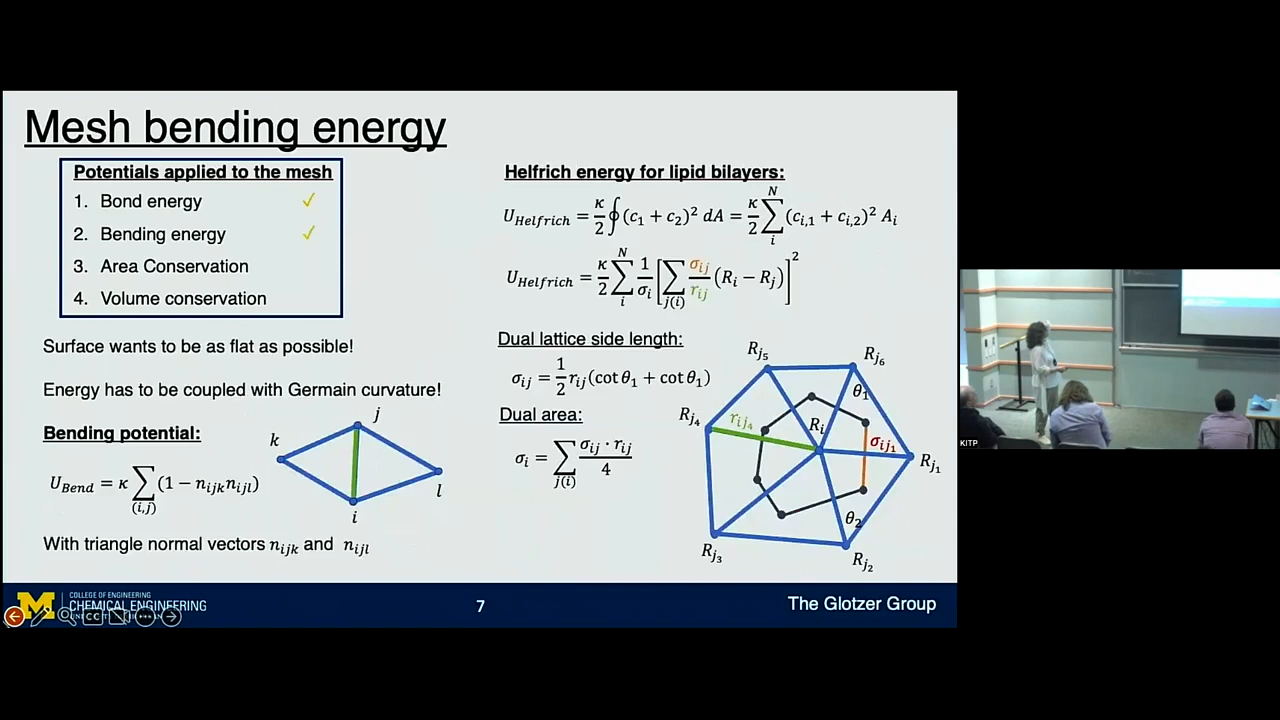 Mesh bending energy
Potentials applied to the mesh
1. Bond energy ✓
2. Bending energy ✓
3. Area Conservation
4. Volume conservation
Surface wants to be as flat as possible!
Energy has to be coupled with Germain curvature!
Bending potential:
U_Bend = κ ∑_(i,j) (1 − n_ijk n_ijl)
k
j
i
l
With triangle normal vectors n_ijk and n_ijl
Helfrich energy for lipid bilayers:
U_Helfrich = κ/2 ∮(c_1 + c_2)² dA = κ/2 ∑_i^N (c_i,1 + c_i,2)² A_i
U_Helfrich = κ/2 ∑_i^N 1/σ_i [∑_j(i) σ_ij/r_ij (R_i − R_j)]²
Dual lattice side length:
σ_ij = 1/2 r_ij(cot θ_1 + cot θ_1)
Dual area:
σ_i = ∑_j(i) σ_ij · r_ij / 4
R_j5
R_j6
θ_1
R_j4
r_ij4
R_i
σ_ij1
R_j1
θ_2
R_j3
R_j2
M
COLLEGE OF ENGINEERING
CHEMICAL ENGINEERING
7
The Glotzer Group
KITP